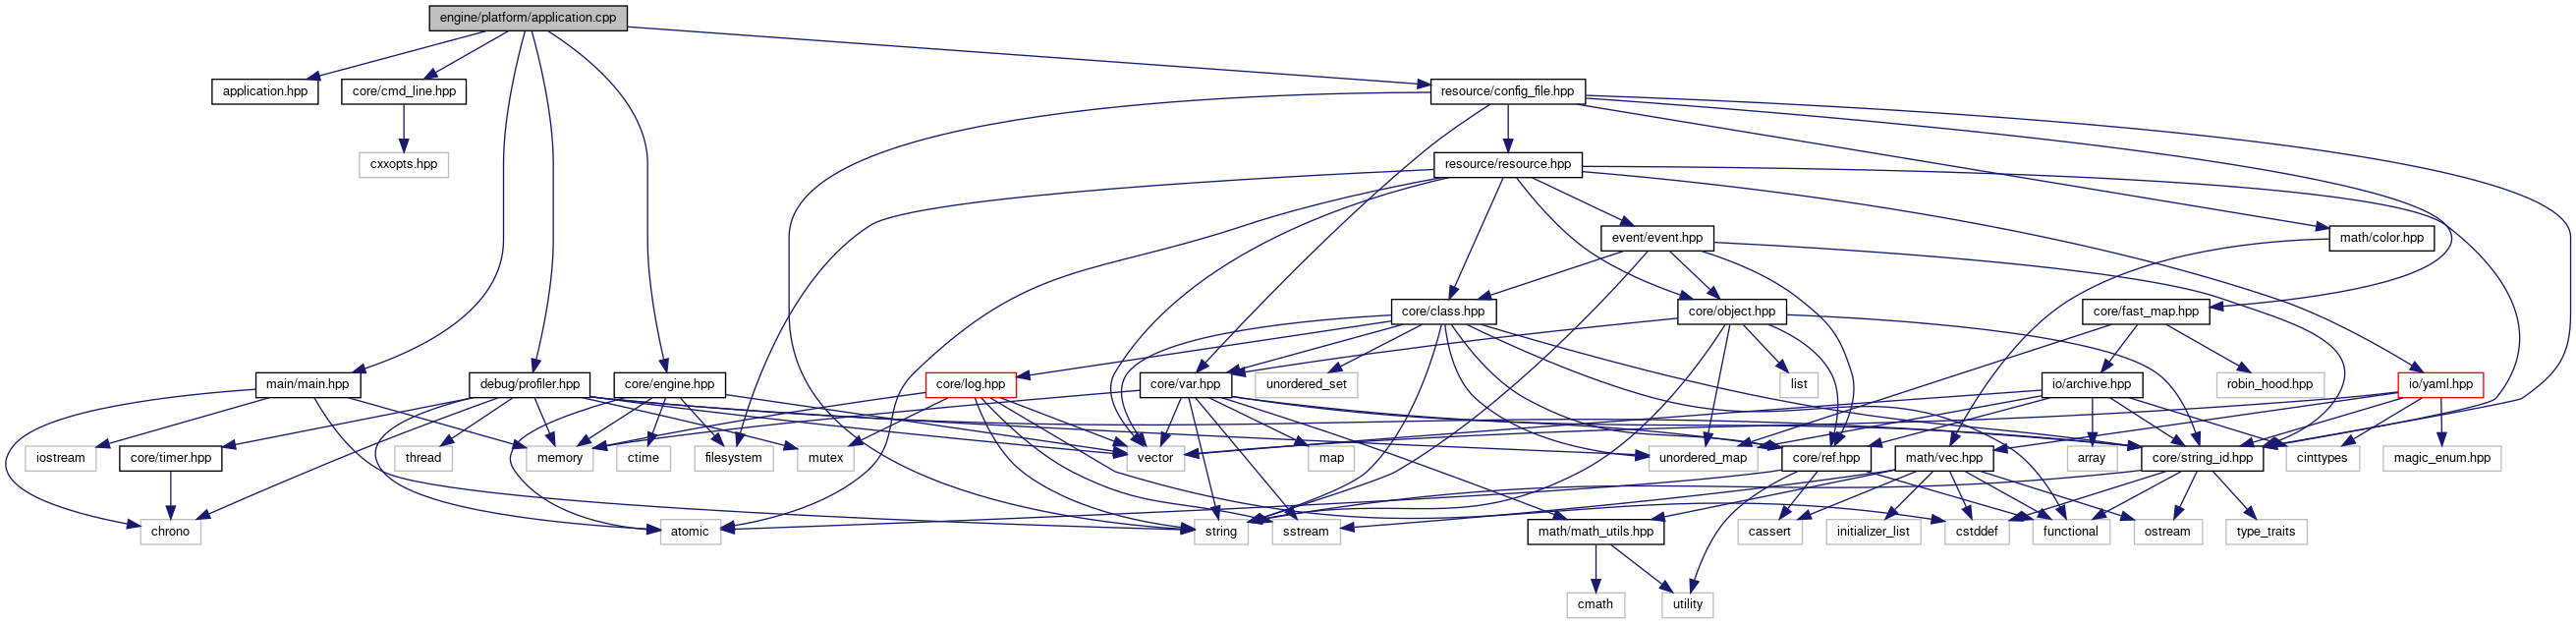 engine/platform/application.cpp
application.hpp
core/cmd_line.hpp
resource/config_file.hpp
cxxopts.hpp
resource/resource.hpp
event/event.hpp
math/color.hpp
core/class.hpp
core/object.hpp
core/fast_map.hpp
main/main.hpp
debug/profiler.hpp
core/engine.hpp
core/log.hpp
core/var.hpp
unordered_set
list
io/archive.hpp
robin_hood.hpp
io/yaml.hpp
iostream
core/timer.hpp
thread
memory
ctime
filesystem
mutex
vector
map
unordered_map
core/ref.hpp
math/vec.hpp
array
core/string_id.hpp
cinttypes
magic_enum.hpp
chrono
atomic
string
sstream
math/math_utils.hpp
cassert
initializer_list
cstddef
functional
ostream
type_traits
cmath
utility